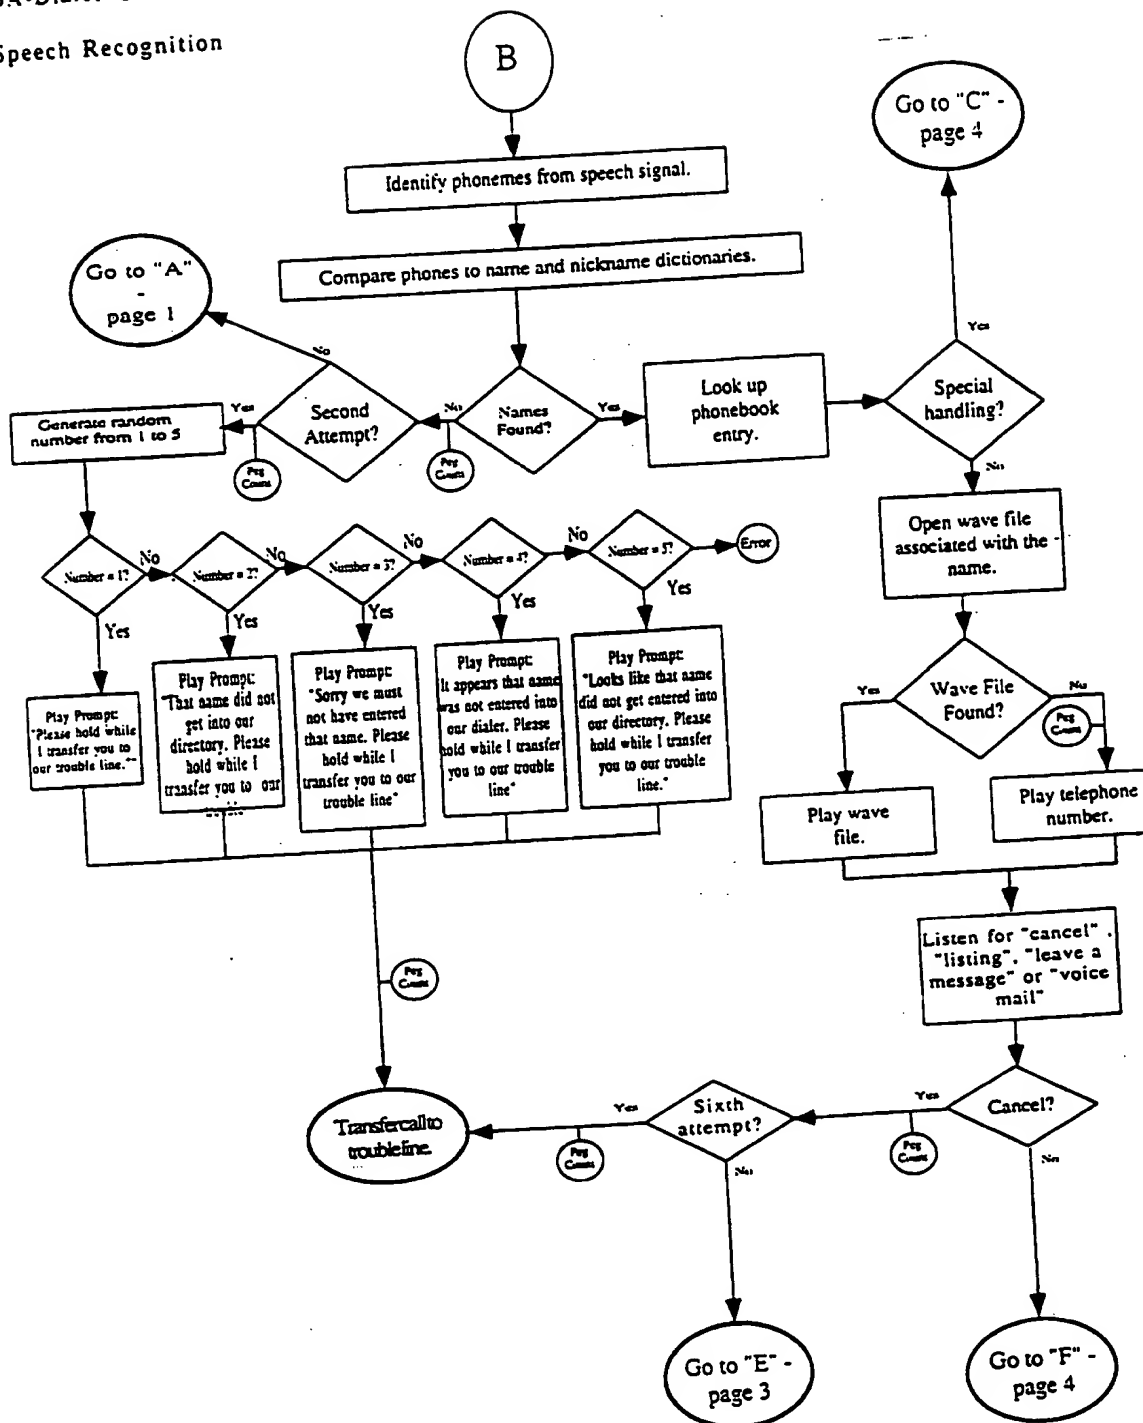 Speech Recognition
B
Go to "C" -
page 4
Identify phonemes from speech signal.
Compare phones to name and nickname dictionaries.
Go to "A"
-
page 1
No
Yes
Generate random
number from 1 to 5
Yes
Second
Attempt?
No
Names
Found?
Yes
Look up
phonebook
entry.
Special
handling?
Peg
Count
Peg
Count
No
Open wave file
associated with the -
name.
Number = 1?
No
Number = 2?
No
Number = 3?
No
Number = 4?
No
Number = 5?
Error
Yes
Yes
Yes
Yes
Yes
Play Prompt:
"Please hold while
I transfer you to
our trouble line."
Play Prompt:
"That name did not
get into our
directory. Please
hold while I
transfer you to our
Play Prompt:
"Sorry we must
not have entered
that name. Please
hold while I
transfer you to our
trouble line"
Play Prompt:
It appears that name
was not entered into
our dialer. Please
hold while I transfer
you to our trouble
line"
Play Prompt:
"Looks like that name
did not get entered into
our directory. Please
hold while I transfer
you to our trouble
line."
Yes
Wave File
Found?
No
Peg
Count
Play wave
file.
Play telephone
number.
Listen for "cancel" ,
"listing", "leave a
message" or "voice
mail"
Peg
Count
Transfer call to
trouble line.
Yes
Peg
Count
Sixth
attempt?
Yes
Peg
Count
Cancel?
No
No
Go to "E" -
page 3
Go to "F" -
page 4